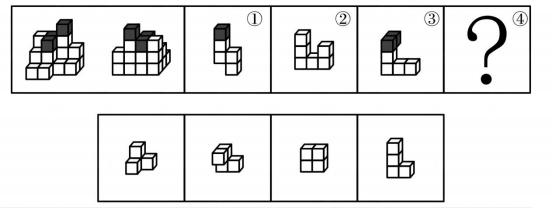 ① ② ③ ④
?